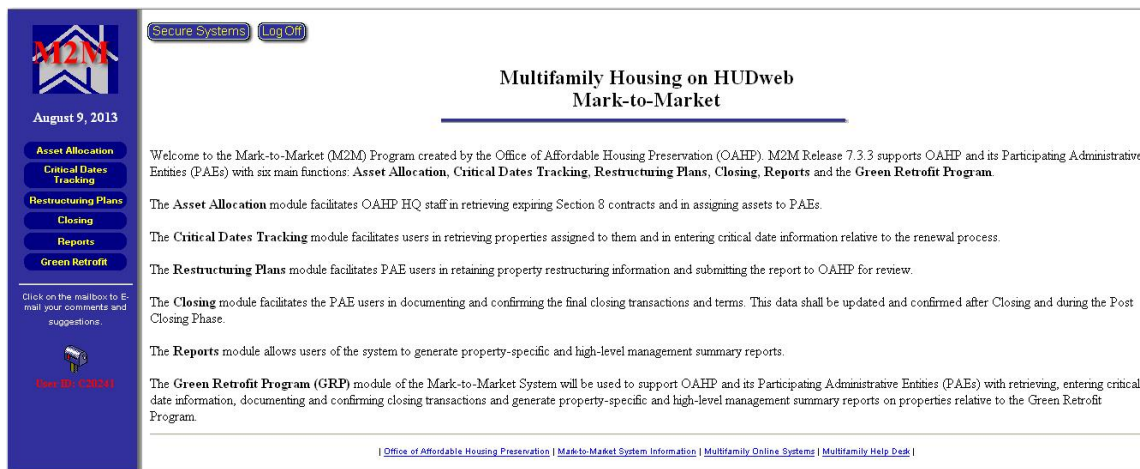 M2M
August 9, 2013
Asset Allocation
Critical Dates
Tracking
Restructuring Plans
Closing
Reports
Green Retrofit
Click on the mailbox to E-
mail your comments and
suggestions.
User ID: C20241
Secure Systems Log Off
Multifamily Housing on HUDweb
Mark-to-Market
Welcome to the Mark-to-Market (M2M) Program created by the Office of Affordable Housing Preservation (OAHP). M2M Release 7.3.3 supports OAHP and its Participating Administrative
Entities (PAEs) with six main functions: Asset Allocation, Critical Dates Tracking, Restructuring Plans, Closing, Reports and the Green Retrofit Program.
The Asset Allocation module facilitates OAHP HQ staff in retrieving expiring Section 8 contracts and in assigning assets to PAEs.
The Critical Dates Tracking module facilitates users in retrieving properties assigned to them and in entering critical date information relative to the renewal process.
The Restructuring Plans module facilitates PAE users in retaining property restructuring information and submitting the report to OAHP for review.
The Closing module facilitates the PAE users in documenting and confirming the final closing transactions and terms. This data shall be updated and confirmed after Closing and during the Post
Closing Phase.
The Reports module allows users of the system to generate property-specific and high-level management summary reports.
The Green Retrofit Program (GRP) module of the Mark-to-Market System will be used to support OAHP and its Participating Administrative Entities (PAEs) with retrieving, entering critical
date information, documenting and confirming closing transactions and generate property-specific and high-level management summary reports on properties relative to the Green Retrofit
Program.
| Office of Affordable Housing Preservation | Mark-to-Market System Information | Multifamily Online Systems | Multifamily Help Desk |